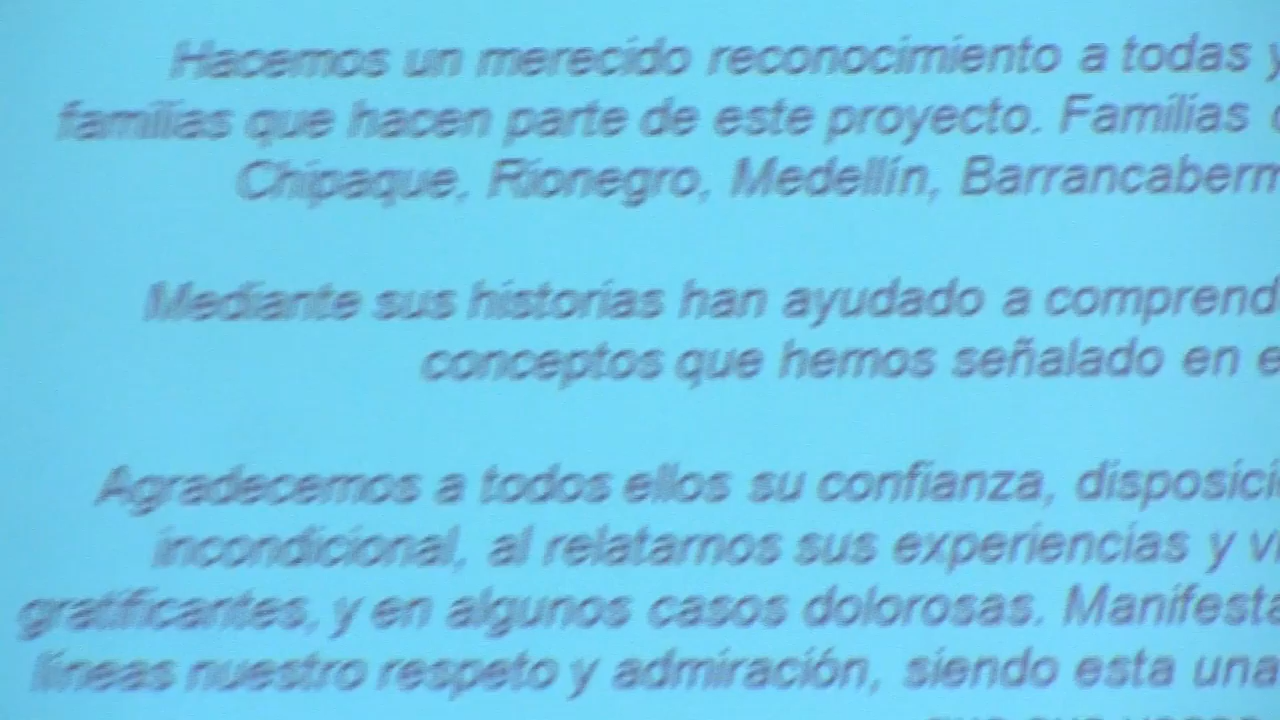 Hacemos un merecido reconocimiento a todas y
familias que hacen parte de este proyecto. Familias
Chipaque, Rionegro, Medellín, Barrancaberm
Mediante sus historias han ayudado a comprend
conceptos que hemos señalado en e
Agradecemos a todos ellos su confianza, disposici
incondicional, al relatarnos sus experiencias y vi
gratificantes, y en algunos casos dolorosas. Manifesta
líneas nuestro respeto y admiración, siendo esta una